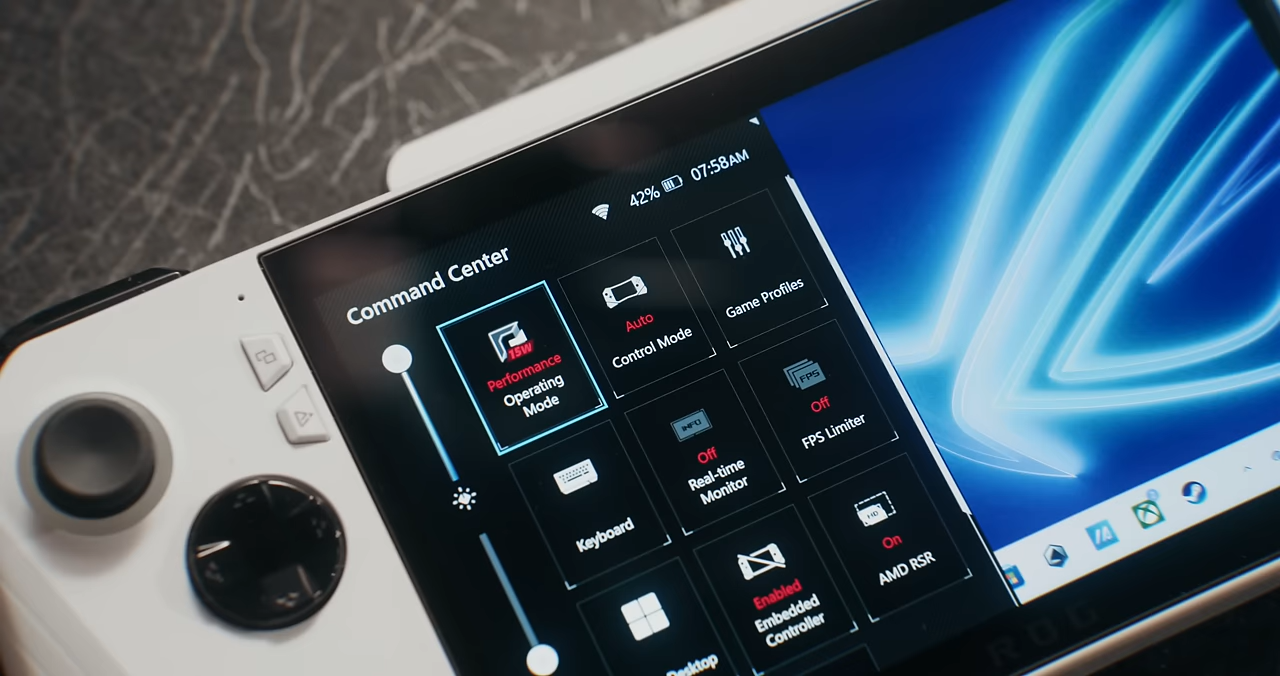 42% 07:58AM
Command Center
15W
Performance
Operating
Mode
Auto
Control Mode
Game Profiles
Keyboard
INFO
Off
Real-time
Monitor
FPS
Off
FPS Limiter
Desktop
Enabled
Embedded
Controller
HD
On
AMD RSR
ROG